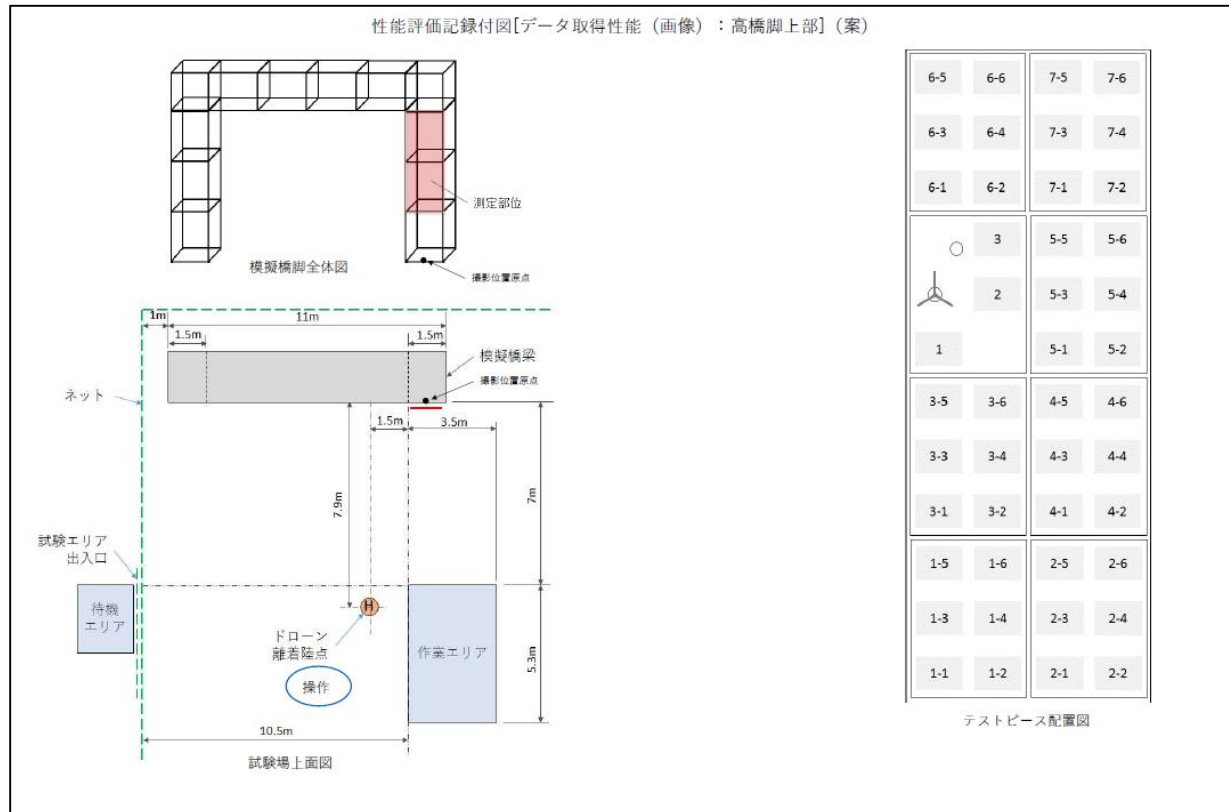 性能評価記録付図[データ取得性能（画像）：高橋脚上部]（案）
測定部位
模擬橋脚全体図
撮影位置原点
1m
11m
1.5m
1.5m
模擬橋梁
撮影位置原点
ネット
1.5m
3.5m
7.9m
7m
試験エリア
出入口
待機
エリア
H
ドローン
離着陸点
作業エリア
5.3m
操作
10.5m
試験場上面図
6-5 6-6 7-5 7-6
6-3 6-4 7-3 7-4
6-1 6-2 7-1 7-2
3 5-5 5-6
2 5-3 5-4
1 5-1 5-2
3-5 3-6 4-5 4-6
3-3 3-4 4-3 4-4
3-1 3-2 4-1 4-2
1-5 1-6 2-5 2-6
1-3 1-4 2-3 2-4
1-1 1-2 2-1 2-2
テストピース配置図